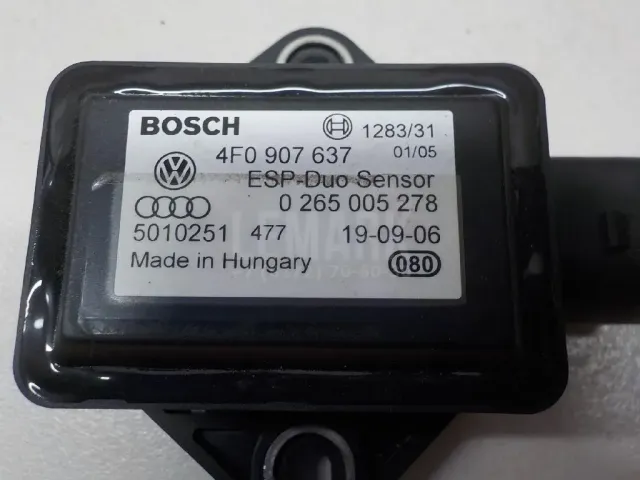 BOSCH 1283/31
4F0 907 637 01/05
ESP-Duo Sensor
0 265 005 278
5010251 477 19-09-06
Made in Hungary 080